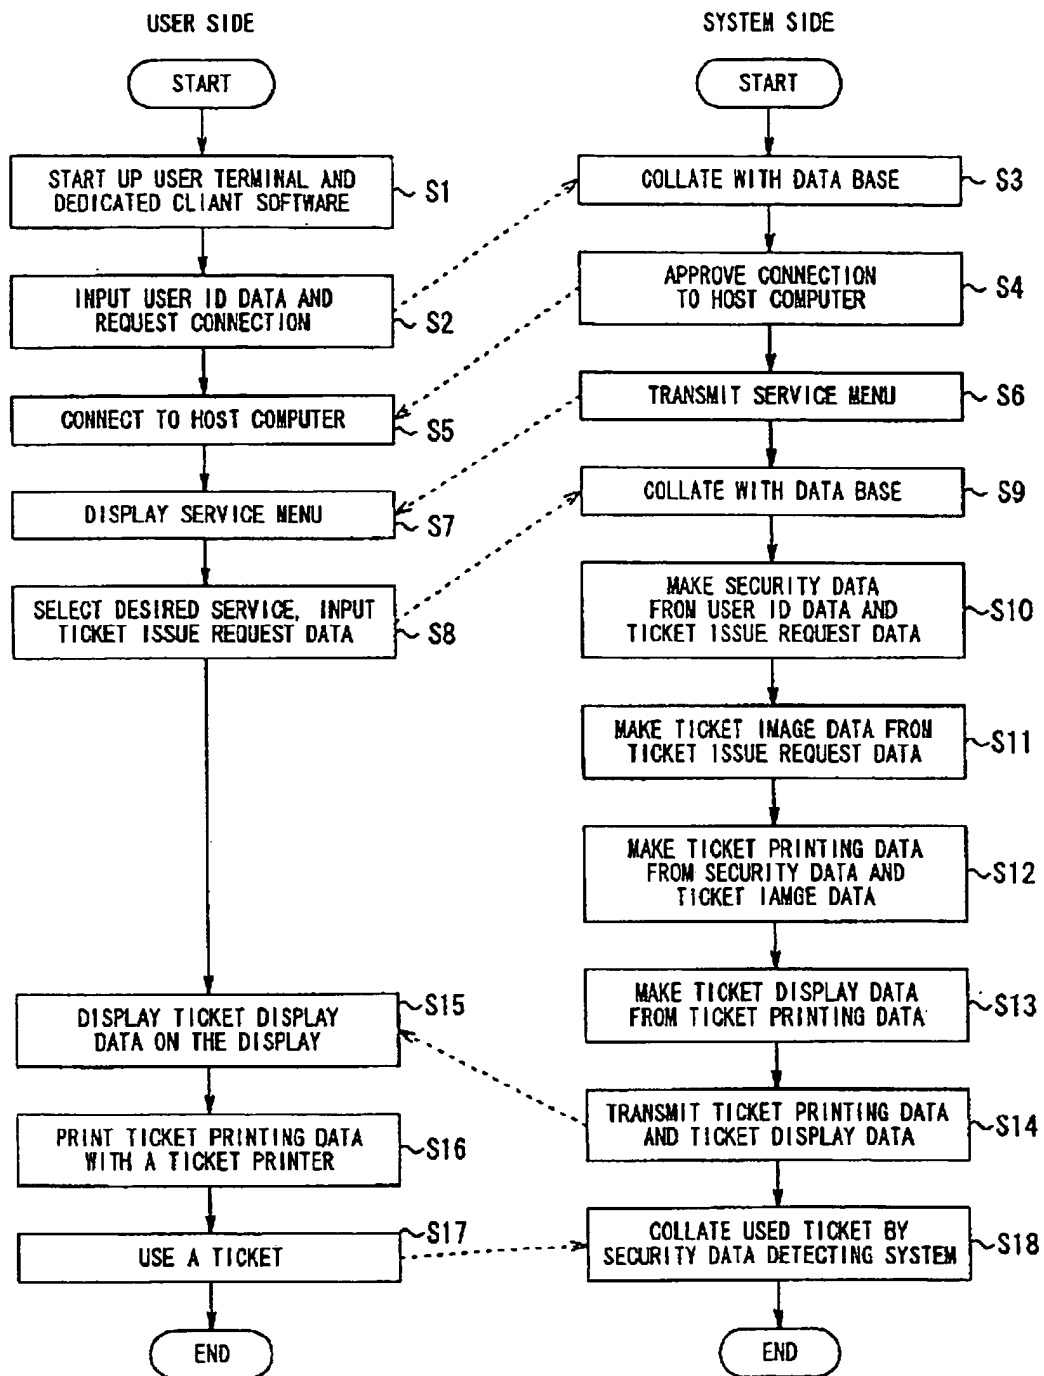 USER SIDE
START
START UP USER TERMINAL AND
DEDICATED CLIANT SOFTWARE
S1
INPUT USER ID DATA AND
REQUEST CONNECTION
S2
CONNECT TO HOST COMPUTER
S5
DISPLAY SERVICE MENU
S7
SELECT DESIRED SERVICE, INPUT
TICKET ISSUE REQUEST DATA
S8
DISPLAY TICKET DISPLAY
DATA ON THE DISPLAY
S15
PRINT TICKET PRINTING DATA
WITH A TICKET PRINTER
S16
USE A TICKET
S17
END
SYSTEM SIDE
START
COLLATE WITH DATA BASE
S3
APPROVE CONNECTION
TO HOST COMPUTER
S4
TRANSMIT SERVICE MENU
S6
COLLATE WITH DATA BASE
S9
MAKE SECURITY DATA
FROM USER ID DATA AND
TICKET ISSUE REQUEST DATA
S10
MAKE TICKET IMAGE DATA FROM
TICKET ISSUE REQUEST DATA
S11
MAKE TICKET PRINTING DATA
FROM SECURITY DATA AND
TICKET IAMGE DATA
S12
MAKE TICKET DISPLAY DATA
FROM TICKET PRINTING DATA
S13
TRANSMIT TICKET PRINTING DATA
AND TICKET DISPLAY DATA
S14
COLLATE USED TICKET BY
SECURITY DATA DETECTING SYSTEM
S18
END